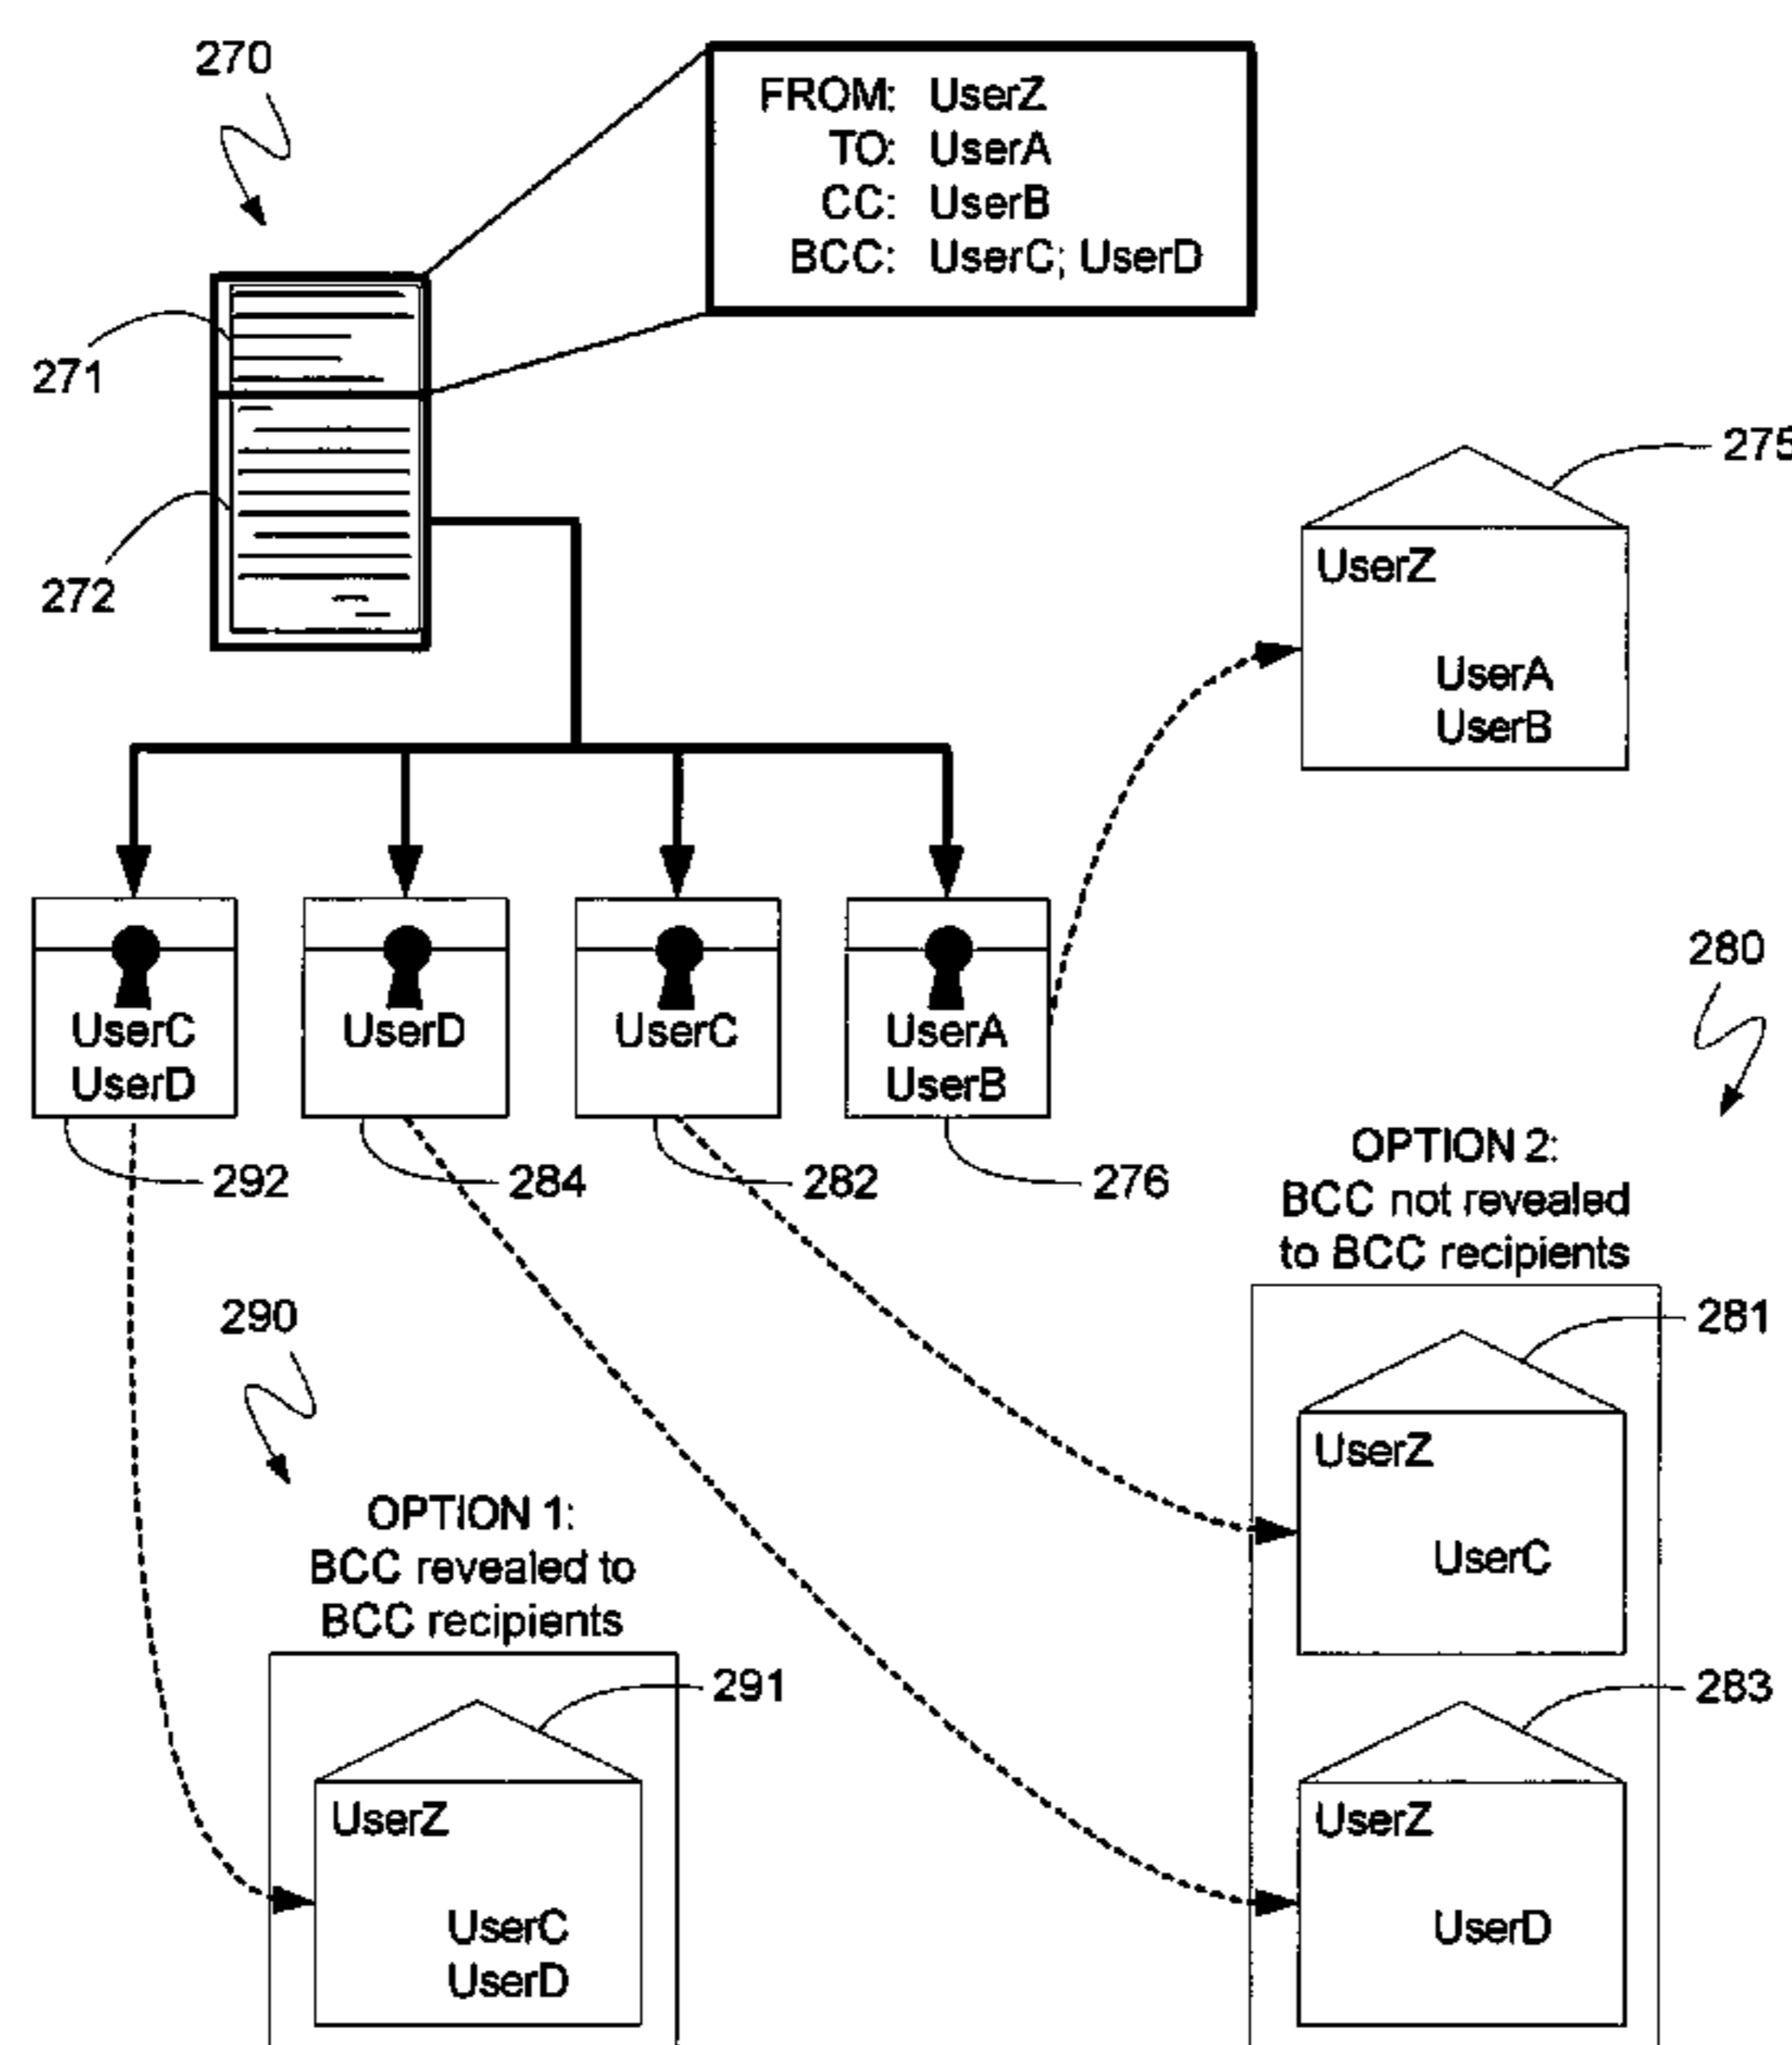 270
FROM: UserZ
TO: UserA
CC: UserB
BCC: UserC; UserD
271
272
275
UserZ
UserA
UserB
UserC
UserD
UserD
UserC
UserA
UserB
292
284
282
276
280
OPTION 2:
BCC not revealed
to BCC recipients
281
UserZ
UserC
283
UserZ
UserD
290
OPTION 1:
BCC revealed to
BCC recipients
291
UserZ
UserC
UserD